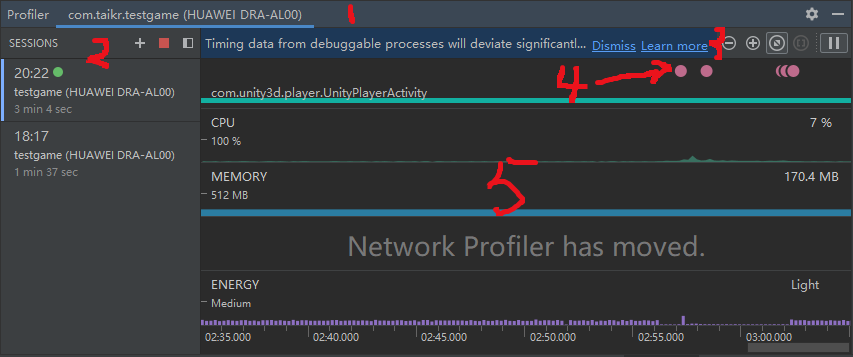 Profiler com.taikr.testgame (HUAWEI DRA-AL00) 1
SESSIONS 2
Timing data from debuggable processes will deviate significantl... Dismiss Learn more 3
20:22
testgame (HUAWEI DRA-AL00)
3 min 4 sec
18:17
testgame (HUAWEI DRA-AL00)
1 min 37 sec
4
com.unity3d.player.UnityPlayerActivity
CPU 7 %
100 %
MEMORY 170.4 MB
512 MB
5
Network Profiler has moved.
ENERGY Light
Medium
02:35.000 02:40.000 02:45.000 02:50.000 02:55.000 03:00.000